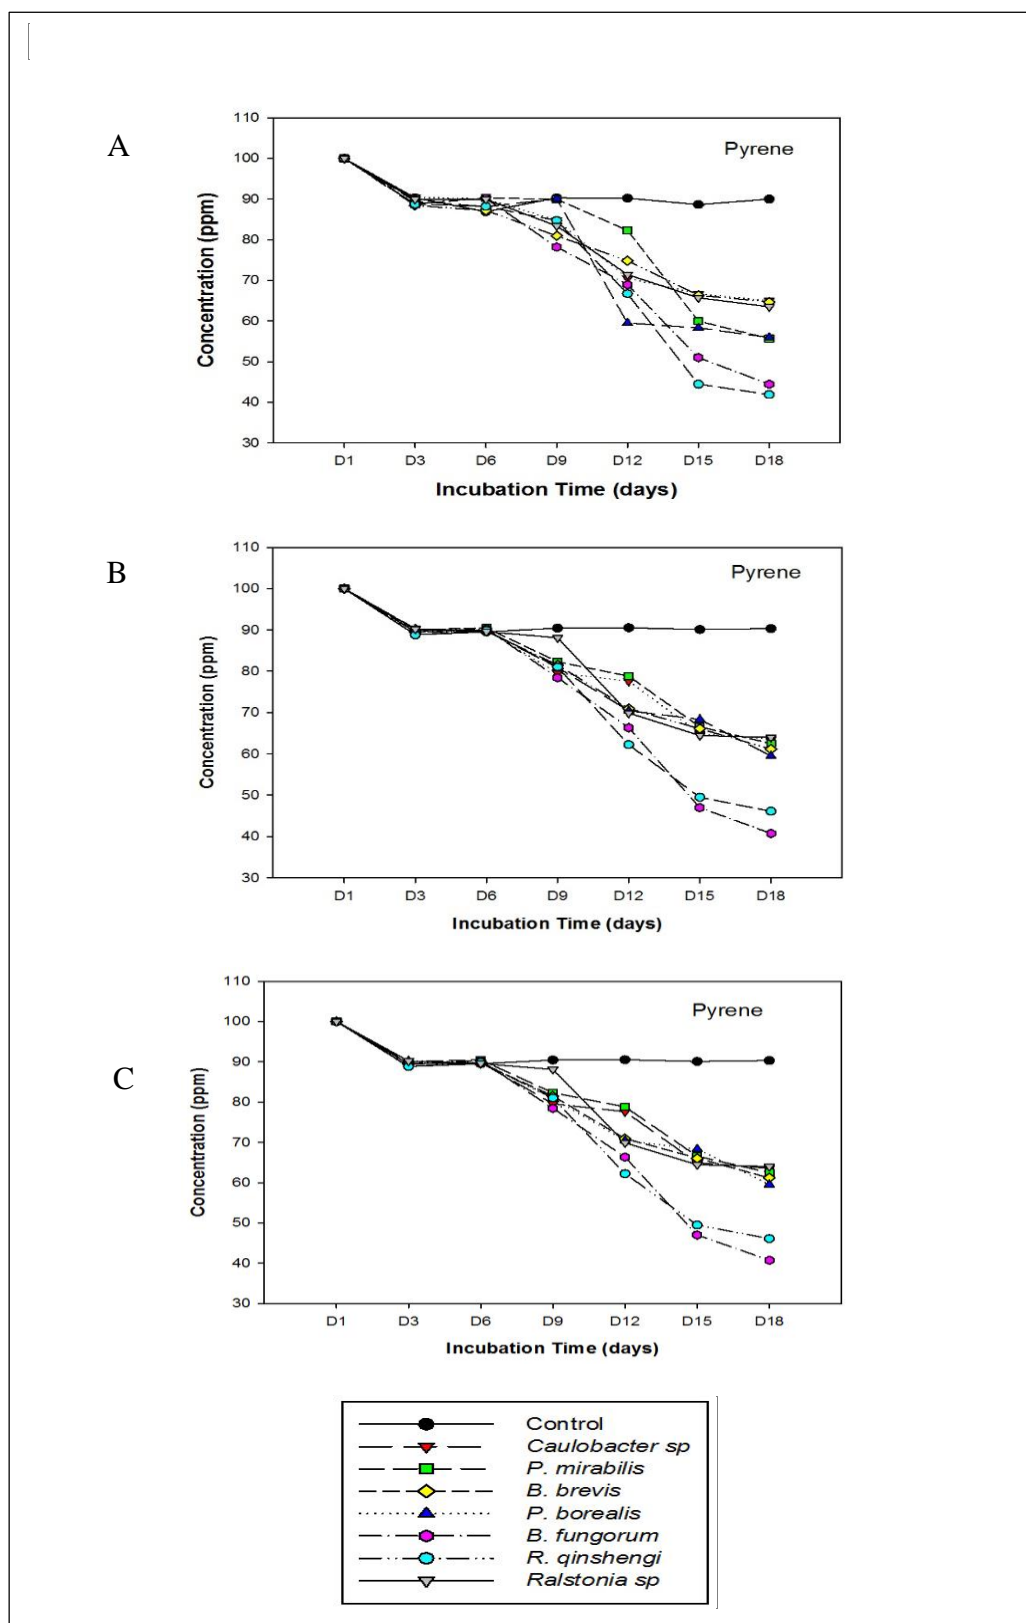 A
Pyrene
110
100
90
80
70
60
50
40
30
Concentration (ppm)
D1 D3 D6 D9 D12 D15 D18
Incubation Time (days)
B
Pyrene
110
100
90
80
70
60
50
40
30
Concentration (ppm)
D1 D3 D6 D9 D12 D15 D18
Incubation Time (days)
C
Pyrene
110
100
90
80
70
60
50
40
30
Concentration (ppm)
D1 D3 D6 D9 D12 D15 D18
Incubation Time (days)
Control
Caulobacter sp
P. mirabilis
B. brevis
P. borealis
B. fungorum
R. qinshengi
Ralstonia sp